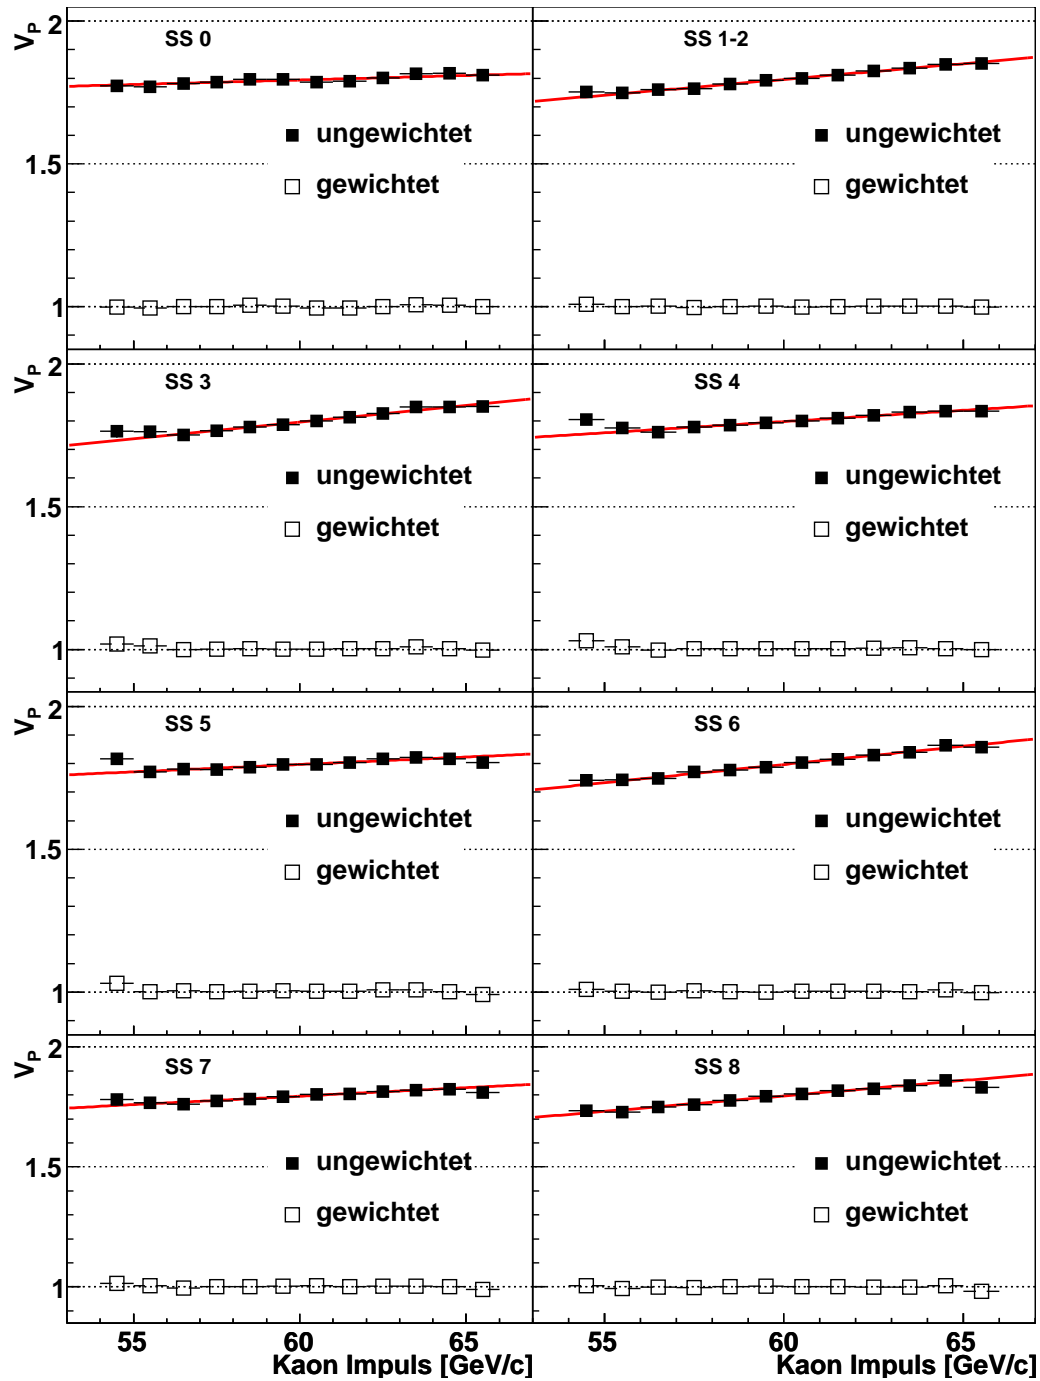 V_P
2
1.5
1
SS 0
ungewichtet
gewichtet
SS 1-2
ungewichtet
gewichtet
V_P
2
1.5
1
SS 3
ungewichtet
gewichtet
SS 4
ungewichtet
gewichtet
V_P
2
1.5
1
SS 5
ungewichtet
gewichtet
SS 6
ungewichtet
gewichtet
V_P
2
1.5
1
SS 7
ungewichtet
gewichtet
SS 8
ungewichtet
gewichtet
55 60 65
Kaon Impuls [GeV/c]
55 60 65
Kaon Impuls [GeV/c]